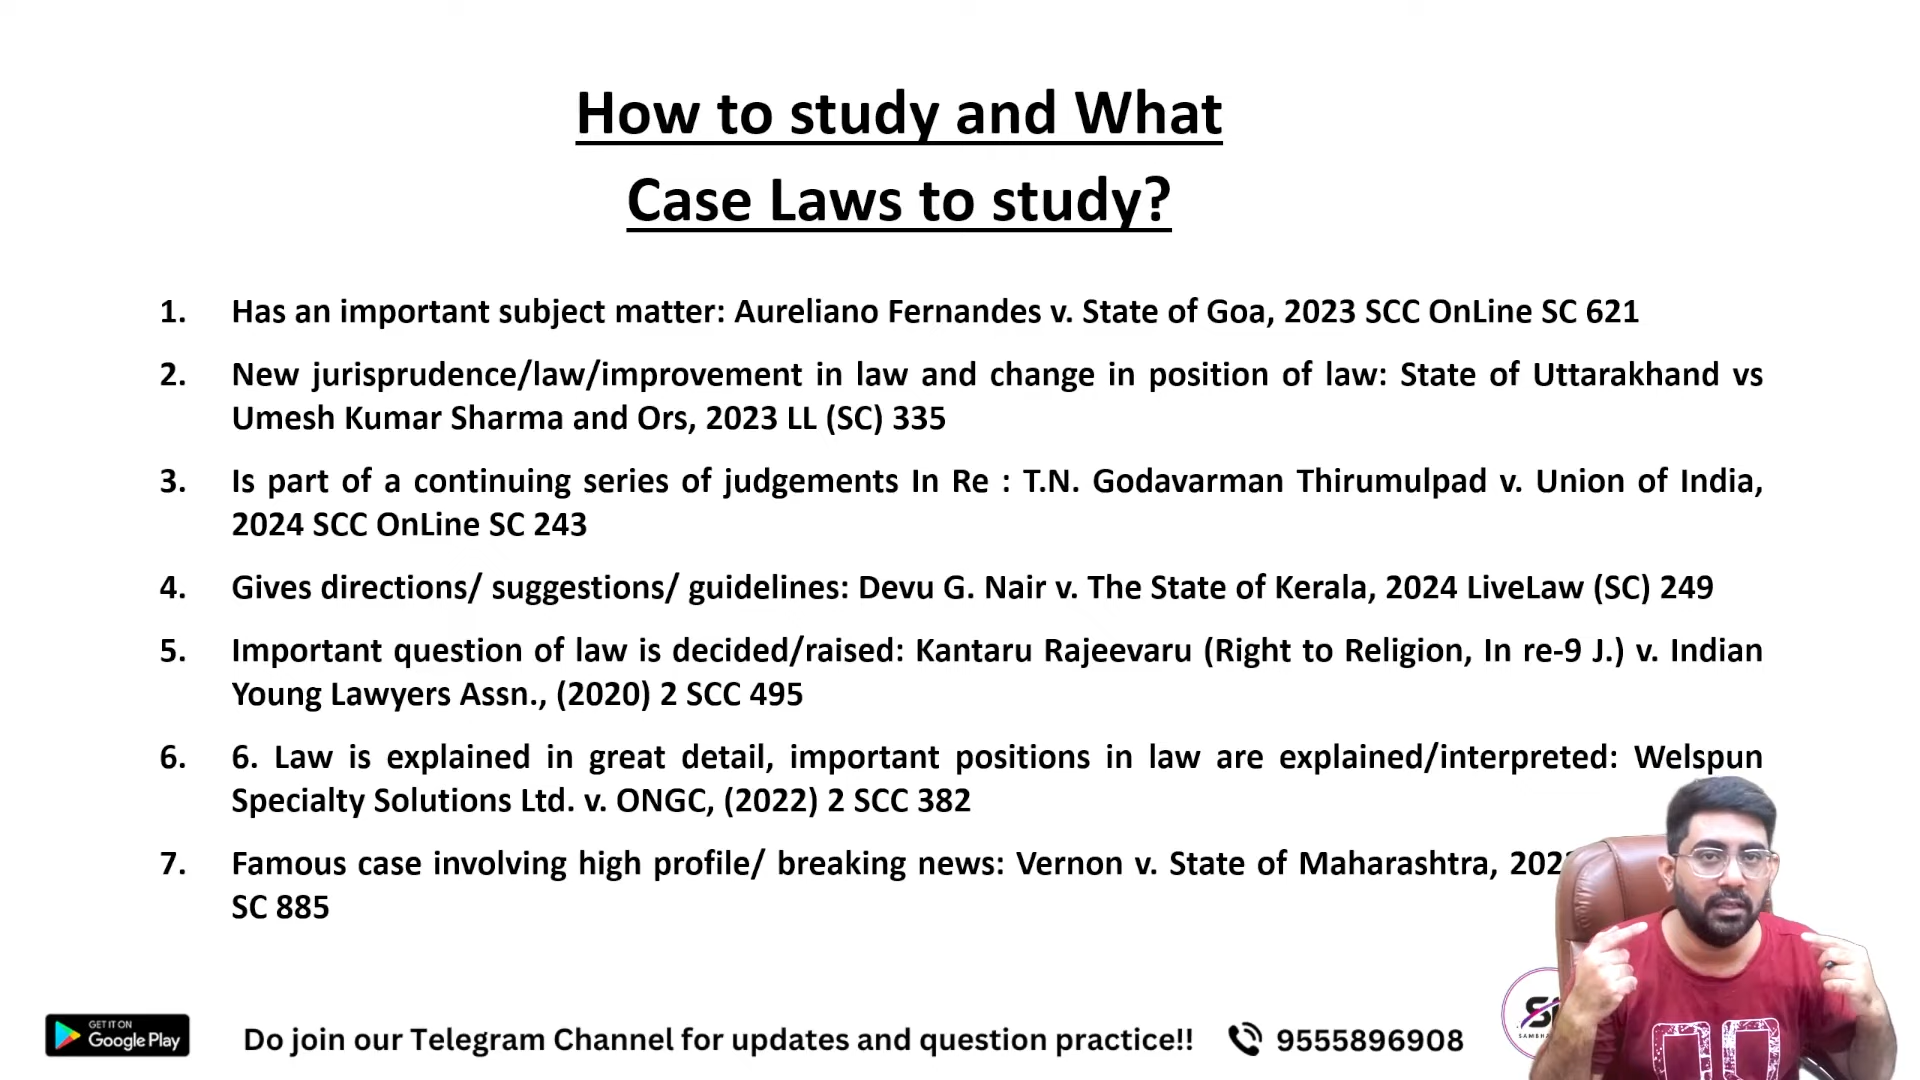 How to study and What
Case Laws to study?
1. Has an important subject matter: Aureliano Fernandes v. State of Goa, 2023 SCC OnLine SC 621
2. New jurisprudence/law/improvement in law and change in position of law: State of Uttarakhand vs
Umesh Kumar Sharma and Ors, 2023 LL (SC) 335
3. Is part of a continuing series of judgements In Re : T.N. Godavarman Thirumulpad v. Union of India,
2024 SCC OnLine SC 243
4. Gives directions/ suggestions/ guidelines: Devu G. Nair v. The State of Kerala, 2024 LiveLaw (SC) 249
5. Important question of law is decided/raised: Kantaru Rajeevaru (Right to Religion, In re-9 J.) v. Indian
Young Lawyers Assn., (2020) 2 SCC 495
6. 6. Law is explained in great detail, important positions in law are explained/interpreted: Welspun
Specialty Solutions Ltd. v. ONGC, (2022) 2 SCC 382
7. Famous case involving high profile/ breaking news: Vernon v. State of Maharashtra,
SC 885
GET IT ON
Google Play
Do join our Telegram Channel for updates and question practice!! 9555896908